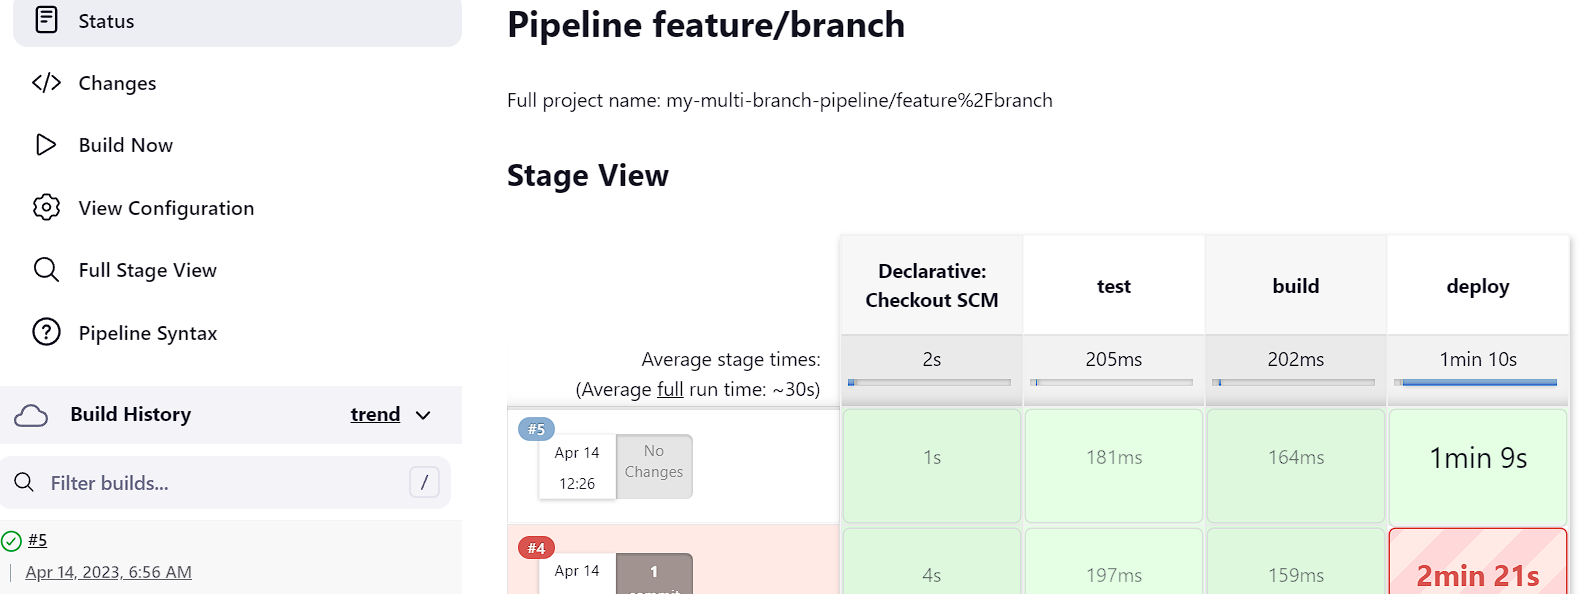 Status
Changes
Build Now
View Configuration
Full Stage View
Pipeline Syntax
Build History
trend
Filter builds...
/
#5
Apr 14, 2023, 6:56 AM
Pipeline feature/branch
Full project name: my-multi-branch-pipeline/feature%2Fbranch
Stage View
Declarative:
Checkout SCM
test
build
deploy
Average stage times:
2s
205ms
202ms
1min 10s
(Average full run time: ~30s)
#5
Apr 14
12:26
No
Changes
1s
181ms
164ms
1min 9s
#4
Apr 14
1
commit
4s
197ms
159ms
2min 21s